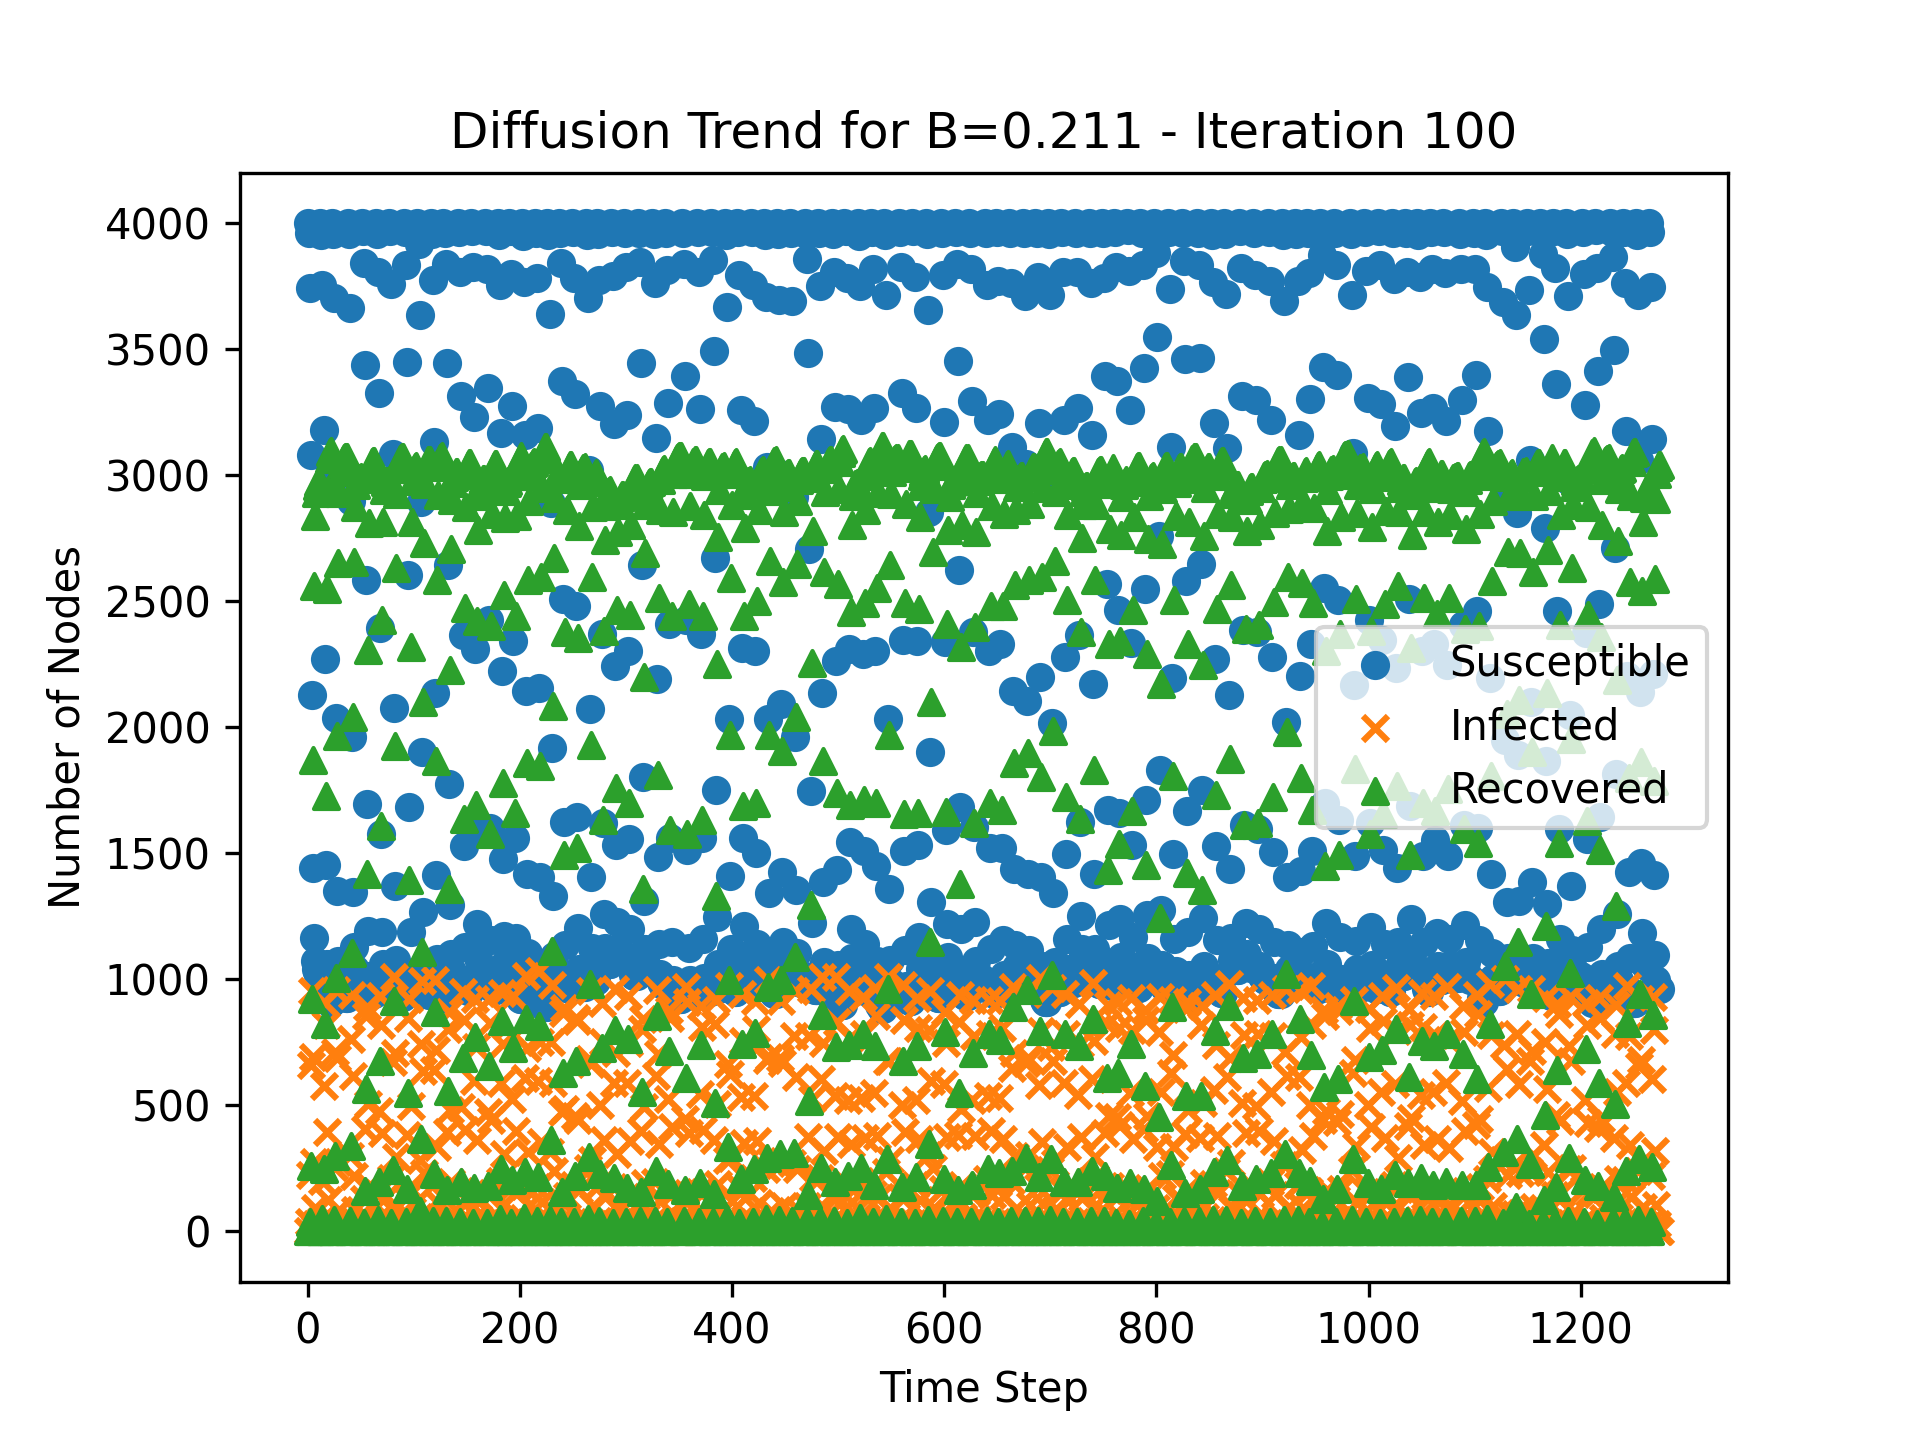 Diffusion Trend for B=0.211 - Iteration 100
Number of Nodes
4000
3500
3000
2500
2000
1500
1000
500
0
Susceptible
Infected
Recovered
0 200 400 600 800 1000 1200
Time Step